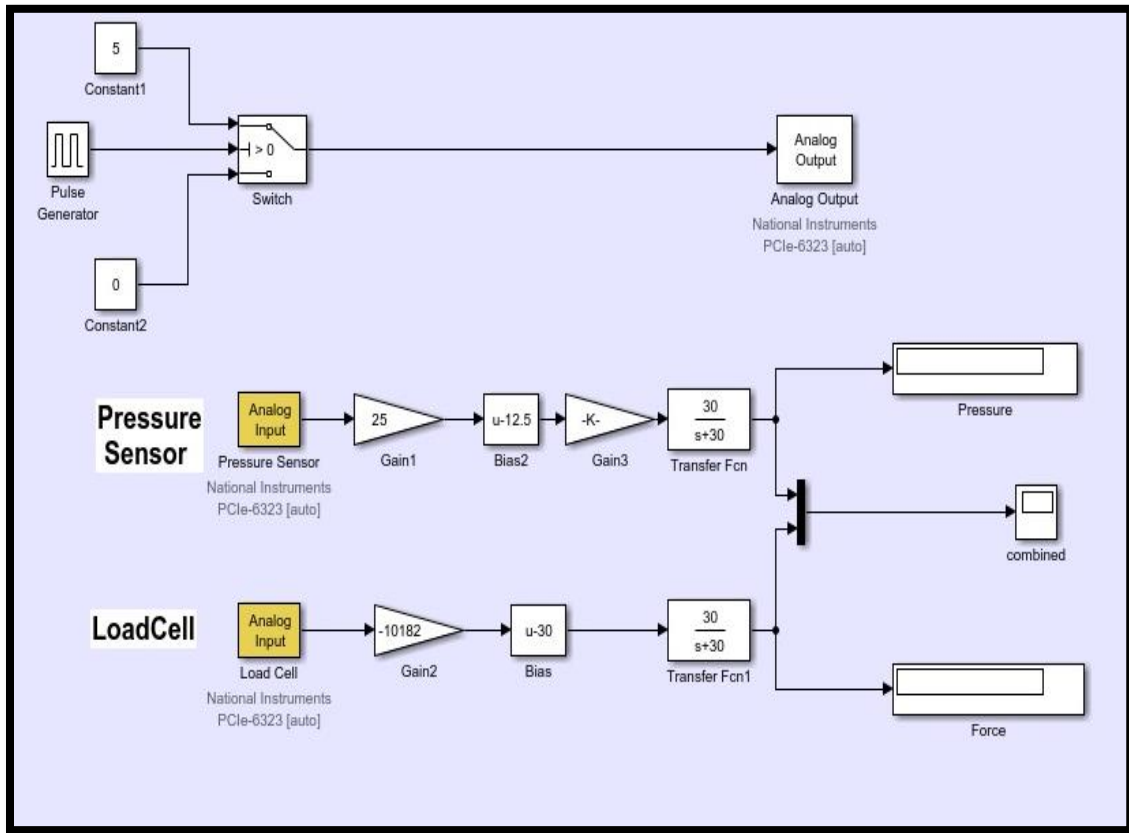 5
Constant1
Pulse
Generator
> 0
Switch
Analog
Output
Analog Output
National Instruments
PCIe-6323 [auto]
0
Constant2
Pressure
Sensor
Analog
Input
Pressure Sensor
National Instruments
PCIe-6323 [auto]
25
Gain1
u-12.5
Bias2
-K-
Gain3
30
s+30
Transfer Fcn
Pressure
combined
LoadCell
Analog
Input
Load Cell
National Instruments
PCIe-6323 [auto]
-10182
Gain2
u-30
Bias
30
s+30
Transfer Fcn1
Force